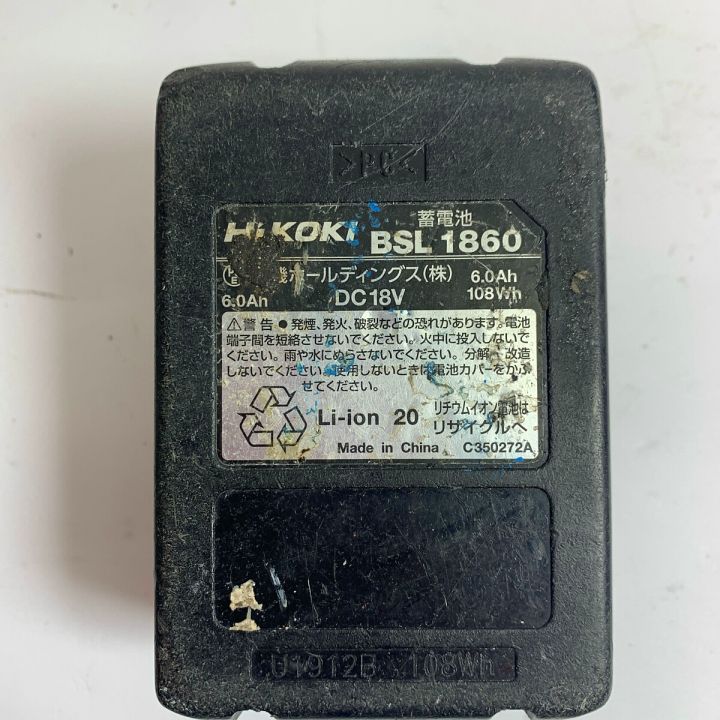 >PC<
HiKOKI
蓄電池
BSL 1860
機ホールディングス(株)
6.0Ah
6.0Ah
DC18V
108Wh
⚠警告 ●発煙、発火、破裂などの恐れがあります。電池
端子間を短絡させないでください。火中に投入しないで
ください。雨や水にぬらさないでください。分解・改造
しないでください。使用しないときは電池カバーをかぶ
せてください。
Li-ion 20
リチウムイオン電池は
リサイクルへ
Made in China
C350272A
U1912B 108Wh